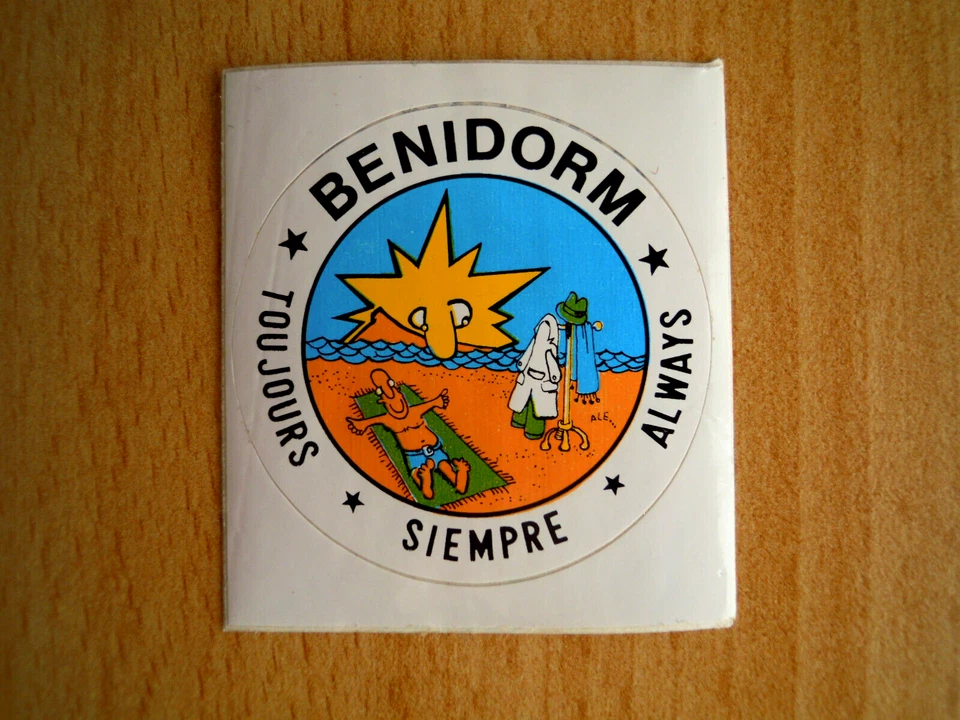 BENIDORM
TOUJOURS
SIEMPRE
ALWAYS
ALE...